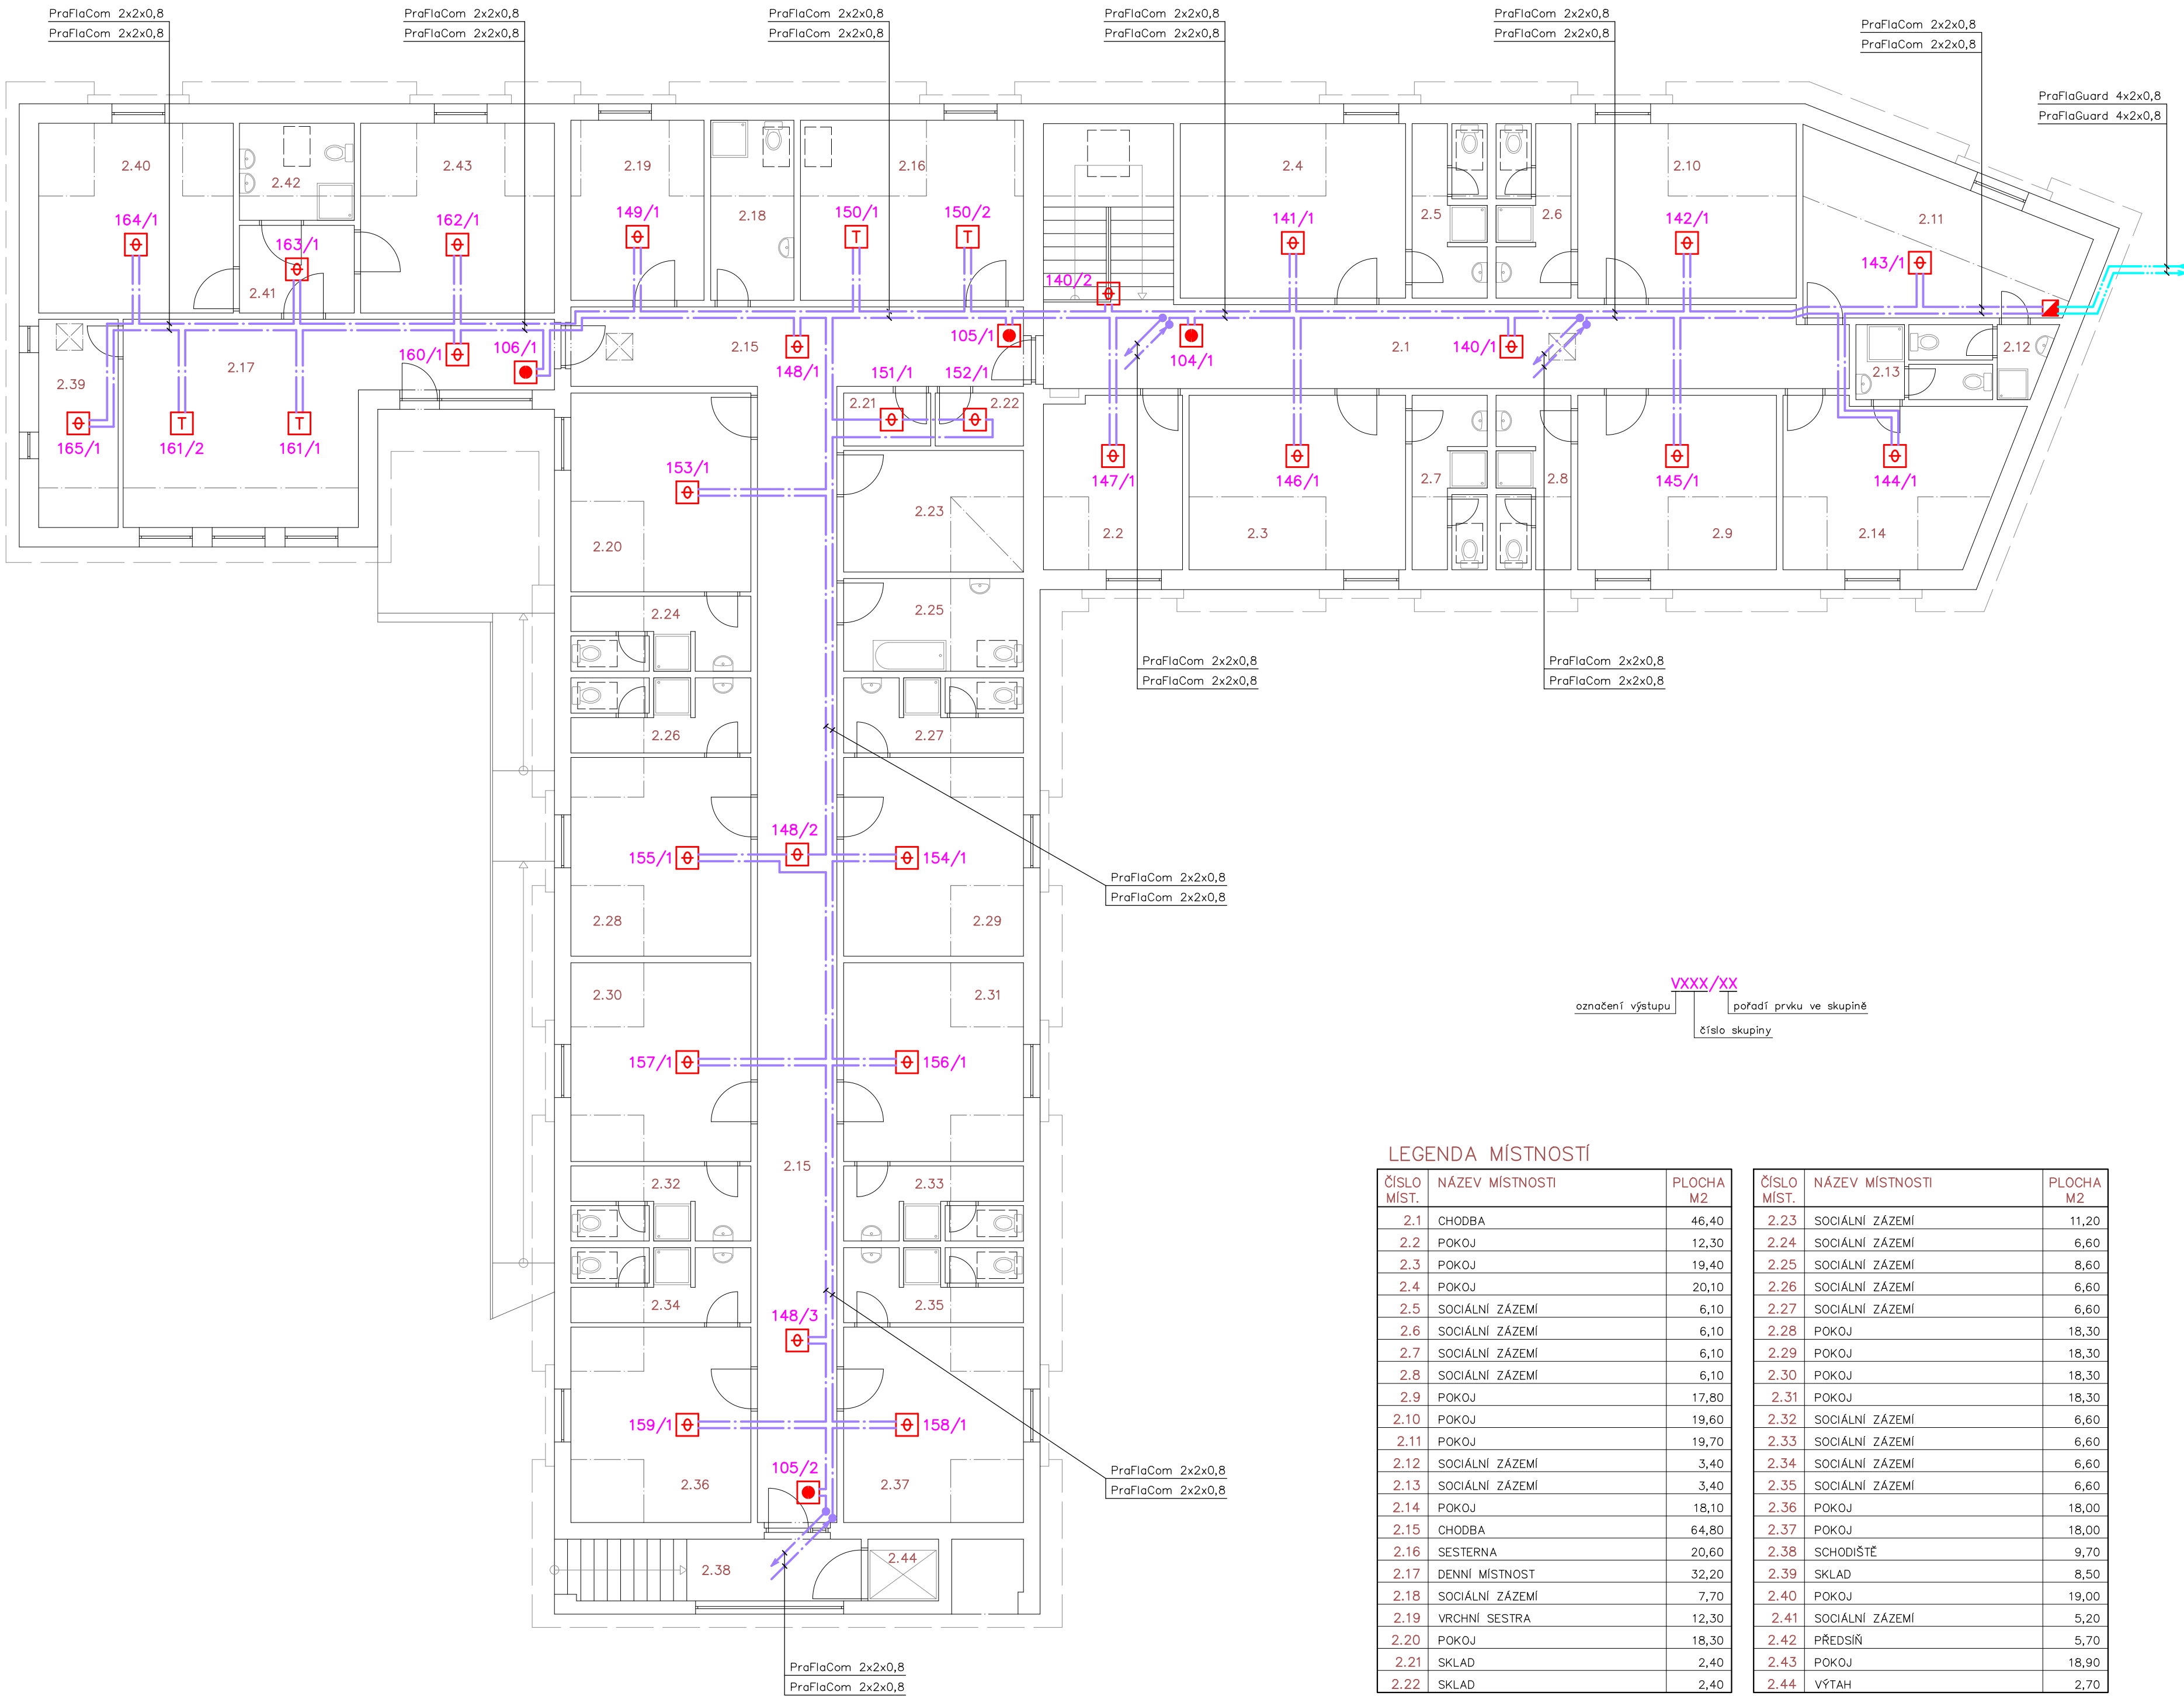 PraFlaCom 2x2x0,8
PraFlaCom 2x2x0,8
PraFlaCom 2x2x0,8
PraFlaCom 2x2x0,8
PraFlaCom 2x2x0,8
PraFlaCom 2x2x0,8
PraFlaCom 2x2x0,8
PraFlaCom 2x2x0,8
PraFlaCom 2x2x0,8
PraFlaCom 2x2x0,8
PraFlaCom 2x2x0,8
PraFlaCom 2x2x0,8
PraFlaGuard 4x2x0,8
PraFlaGuard 4x2x0,8
2.40
2.42
2.43
2.19
2.18
2.16
2.4
2.5
2.6
2.10
2.11
164/1
163/1
162/1
149/1
150/1
T
150/2
T
140/2
141/1
142/1
143/1
2.41
2.39
2.17
160/1
106/1
2.15
148/1
105/1
104/1
2.1
140/1
2.13
2.12
165/1
T
161/2
T
161/1
151/1
152/1
2.21
2.22
153/1
2.20
2.23
147/1
2.2
146/1
2.3
2.7
2.8
145/1
2.9
144/1
2.14
2.24
2.25
2.26
2.27
PraFlaCom 2x2x0,8
PraFlaCom 2x2x0,8
PraFlaCom 2x2x0,8
PraFlaCom 2x2x0,8
155/1
148/2
154/1
2.28
2.29
PraFlaCom 2x2x0,8
PraFlaCom 2x2x0,8
2.30
2.31
157/1
156/1
VXXX/XX
označení výstupu
pořadí prvku ve skupině
číslo skupiny
2.15
2.32
2.33
2.34
2.35
148/3
159/1
158/1
105/2
2.36
2.37
PraFlaCom 2x2x0,8
PraFlaCom 2x2x0,8
2.38
2.44
PraFlaCom 2x2x0,8
PraFlaCom 2x2x0,8
LEGENDA MÍSTNOSTÍ
ČÍSLO MÍST. NÁZEV MÍSTNOSTI PLOCHA M2
2.1 CHODBA 46,40
2.2 POKOJ 12,30
2.3 POKOJ 19,40
2.4 POKOJ 20,10
2.5 SOCIÁLNÍ ZÁZEMÍ 6,10
2.6 SOCIÁLNÍ ZÁZEMÍ 6,10
2.7 SOCIÁLNÍ ZÁZEMÍ 6,10
2.8 SOCIÁLNÍ ZÁZEMÍ 6,10
2.9 POKOJ 17,80
2.10 POKOJ 19,60
2.11 POKOJ 19,70
2.12 SOCIÁLNÍ ZÁZEMÍ 3,40
2.13 SOCIÁLNÍ ZÁZEMÍ 3,40
2.14 POKOJ 18,10
2.15 CHODBA 64,80
2.16 SESTERNA 20,60
2.17 DENNÍ MÍSTNOST 32,20
2.18 SOCIÁLNÍ ZÁZEMÍ 7,70
2.19 VRCHNÍ SESTRA 12,30
2.20 POKOJ 18,30
2.21 SKLAD 2,40
2.22 SKLAD 2,40
ČÍSLO MÍST. NÁZEV MÍSTNOSTI PLOCHA M2
2.23 SOCIÁLNÍ ZÁZEMÍ 11,20
2.24 SOCIÁLNÍ ZÁZEMÍ 6,60
2.25 SOCIÁLNÍ ZÁZEMÍ 8,60
2.26 SOCIÁLNÍ ZÁZEMÍ 6,60
2.27 SOCIÁLNÍ ZÁZEMÍ 6,60
2.28 POKOJ 18,30
2.29 POKOJ 18,30
2.30 POKOJ 18,30
2.31 POKOJ 18,30
2.32 SOCIÁLNÍ ZÁZEMÍ 6,60
2.33 SOCIÁLNÍ ZÁZEMÍ 6,60
2.34 SOCIÁLNÍ ZÁZEMÍ 6,60
2.35 SOCIÁLNÍ ZÁZEMÍ 6,60
2.36 POKOJ 18,00
2.37 POKOJ 18,00
2.38 SCHODIŠTĚ 9,70
2.39 SKLAD 8,50
2.40 POKOJ 19,00
2.41 SOCIÁLNÍ ZÁZEMÍ 5,20
2.42 PŘEDSÍŇ 5,70
2.43 POKOJ 18,90
2.44 VÝTAH 2,70